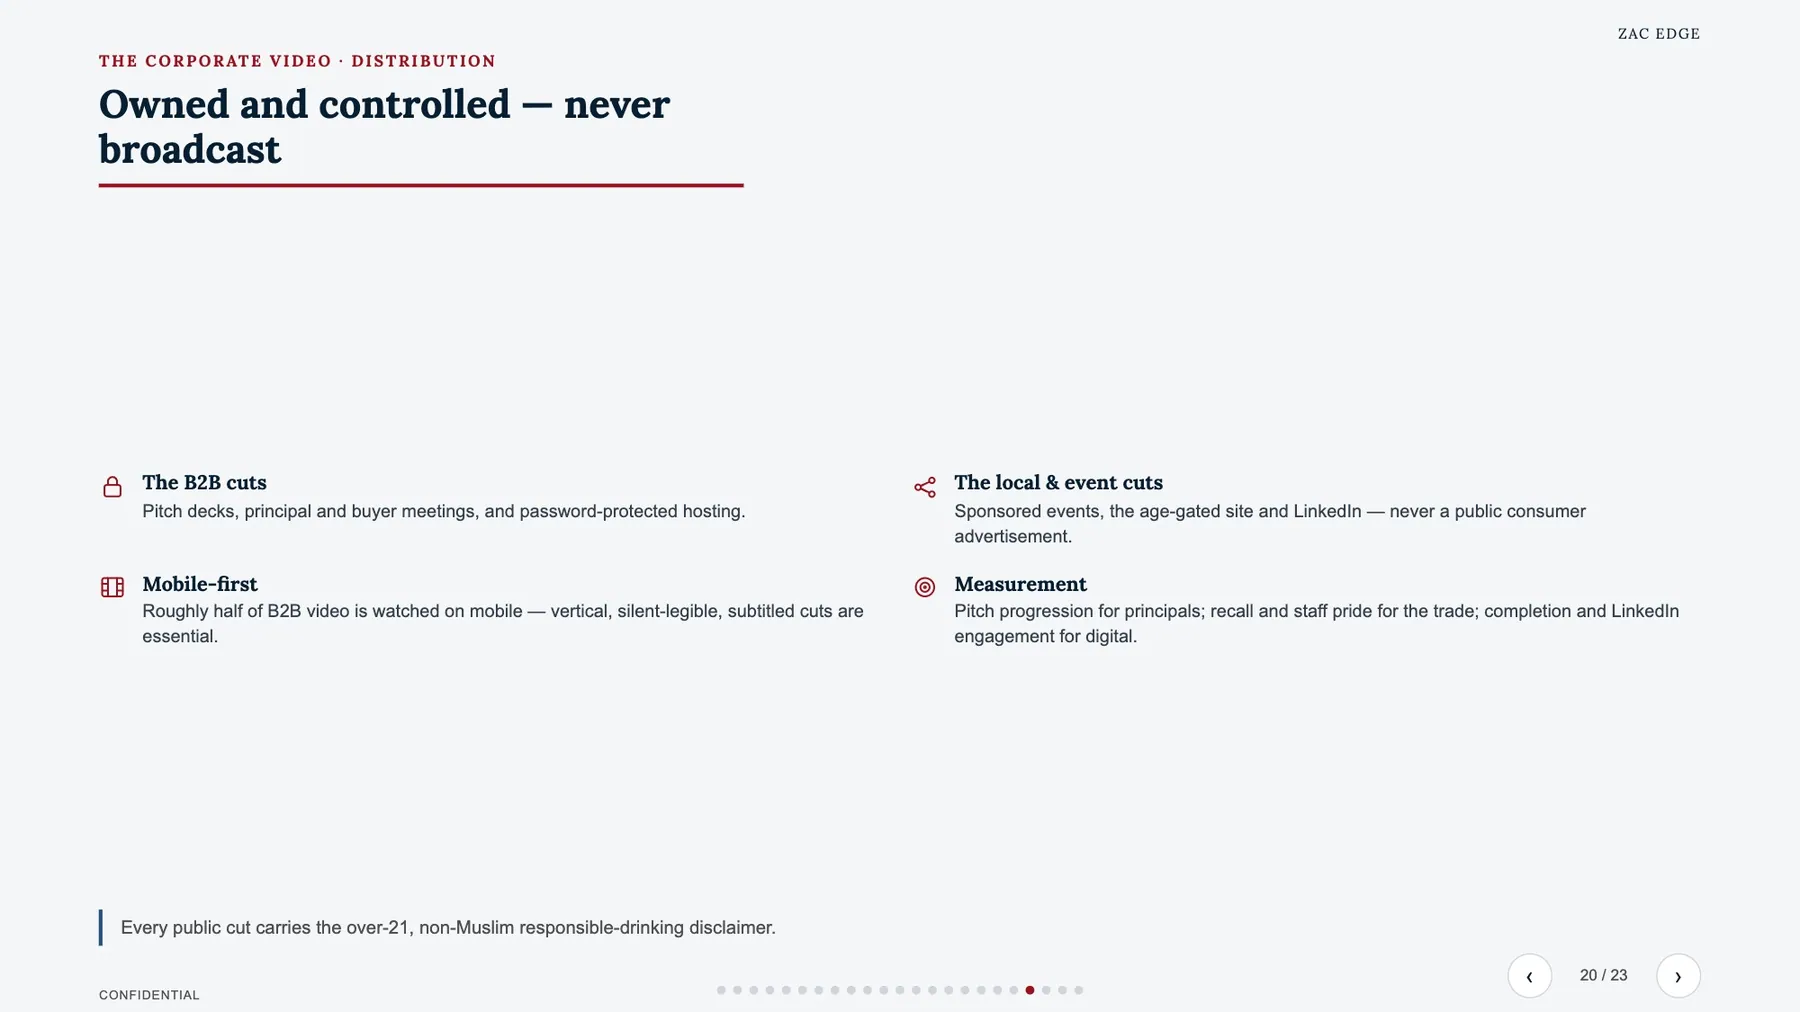 ZAC EDGE
THE CORPORATE VIDEO · DISTRIBUTION
Owned and controlled — never
broadcast
The B2B cuts
Pitch decks, principal and buyer meetings, and password-protected hosting.
The local & event cuts
Sponsored events, the age-gated site and LinkedIn — never a public consumer
advertisement.
Mobile-first
Roughly half of B2B video is watched on mobile — vertical, silent-legible, subtitled cuts are
essential.
Measurement
Pitch progression for principals; recall and staff pride for the trade; completion and LinkedIn
engagement for digital.
Every public cut carries the over-21, non-Muslim responsible-drinking disclaimer.
CONFIDENTIAL
‹ 20 / 23 ›